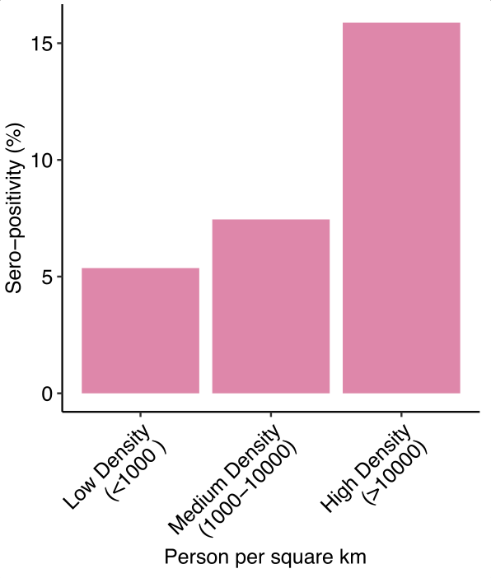 Sero−positivity (%)
15
10
5
0
Low Density
(<1000 )
Medium Density
(1000−10000)
High Density
(>10000)
Person per square km